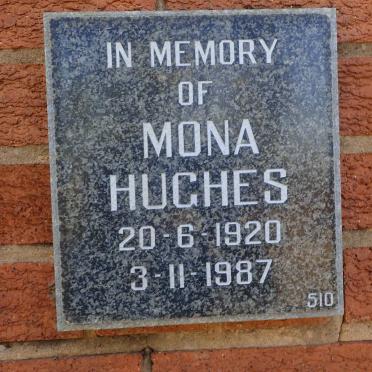 IN MEMORY
OF
MONA
HUGHES
20-6-1920
3-11-1987
510